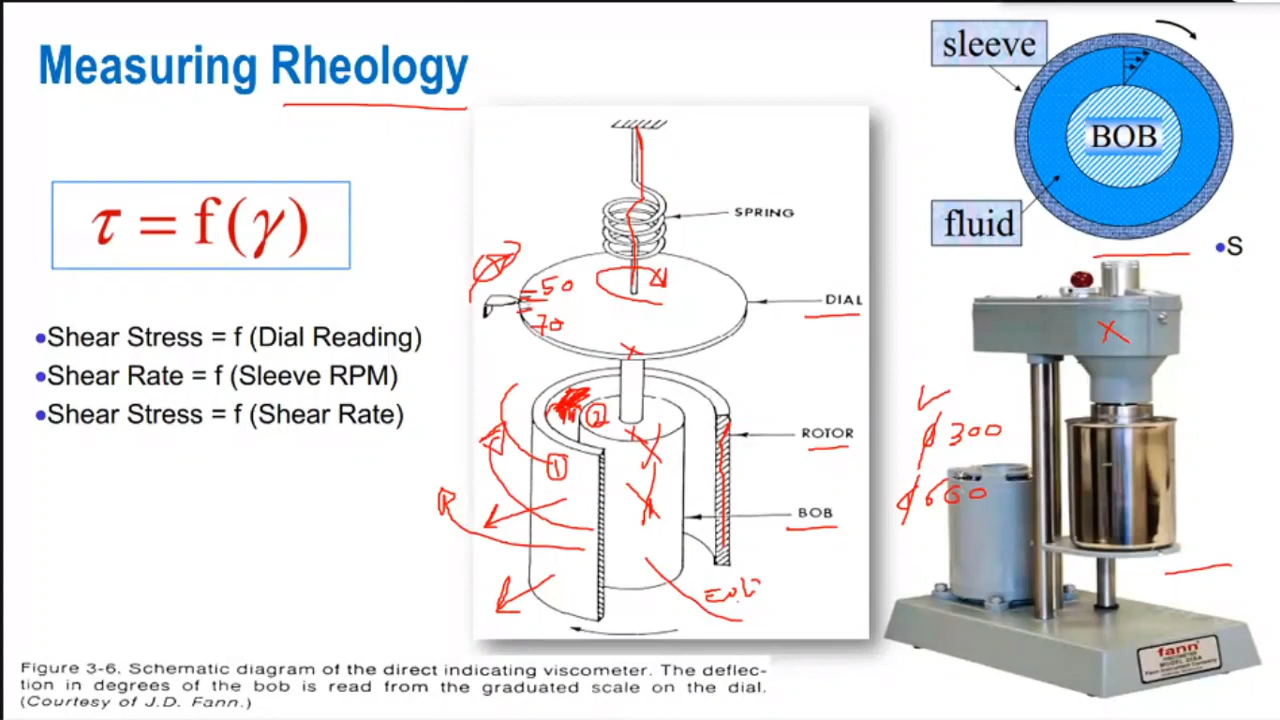 Measuring Rheology
τ = f(γ)
•Shear Stress = f (Dial Reading)
•Shear Rate = f (Sleeve RPM)
•Shear Stress = f (Shear Rate)
SPRING
DIAL
50
70
ROTOR
BOB
1
2
sleeve
BOB
fluid
•S
300
600
fann
Figure 3-6. Schematic diagram of the direct indicating viscometer. The deflec-
tion in degrees of the bob is read from the graduated scale on the dial.
(Courtesy of J.D. Fann.)